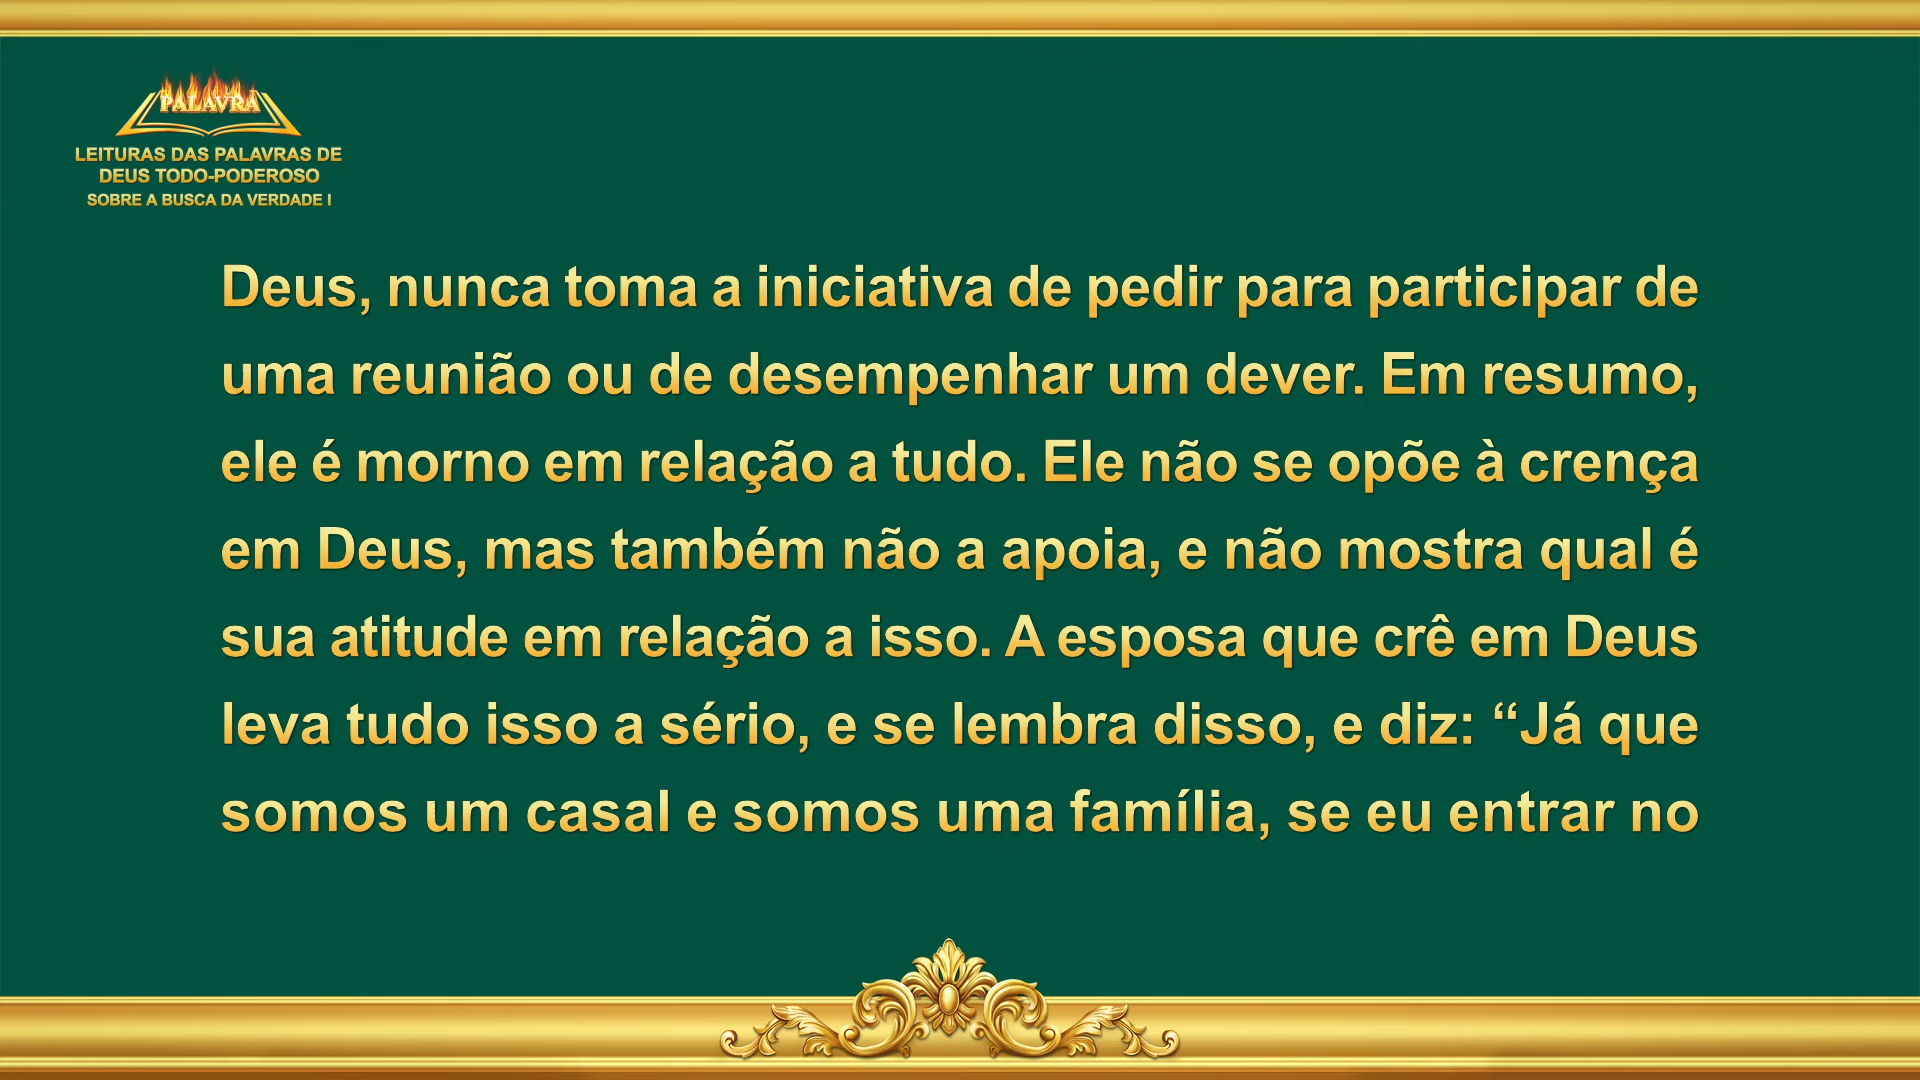 PALAVRA
LEITURAS DAS PALAVRAS DE
DEUS TODO-PODEROSO
SOBRE A BUSCA DA VERDADE I
Deus, nunca toma a iniciativa de pedir para participar de
uma reunião ou de desempenhar um dever. Em resumo,
ele é morno em relação a tudo. Ele não se opõe à crença
em Deus, mas também não a apoia, e não mostra qual é
sua atitude em relação a isso. A esposa que crê em Deus
leva tudo isso a sério, e se lembra disso, e diz: “Já que
somos um casal e somos uma família, se eu entrar no